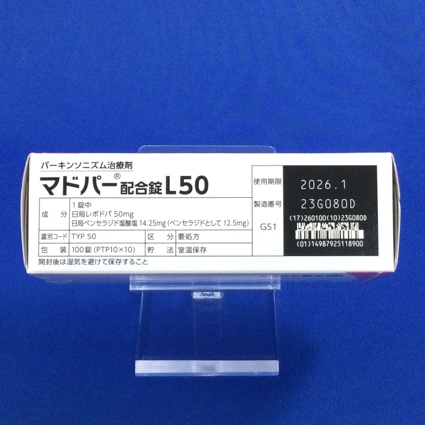 パーキンソニズム治療剤
マドパー®配合錠L50
成分 1錠中
日局レボドパ 50mg
日局ベンセラジド塩酸塩 14.25mg (ベンセラジドとして 12.5mg)
識別コード TYP 50 区分 要処方
包装 100錠 (PTP10×10) 貯法 室温保存
開封後は湿気を避けて保存すること
使用期限 2026.1
製造番号 23G080D
GS1
(17)260100(10)23G080D
(01)14987925118900